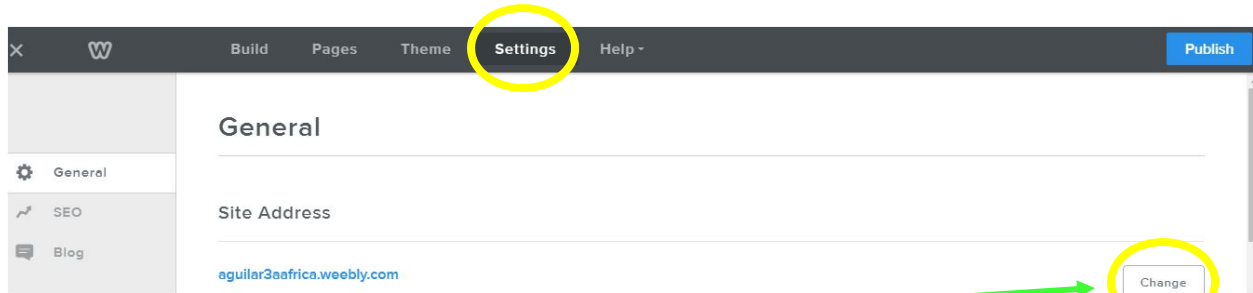 Build Pages Theme Settings Help Publish
General
General
SEO
Site Address
Blog
aguilar3aafrica.weebly.com
Change